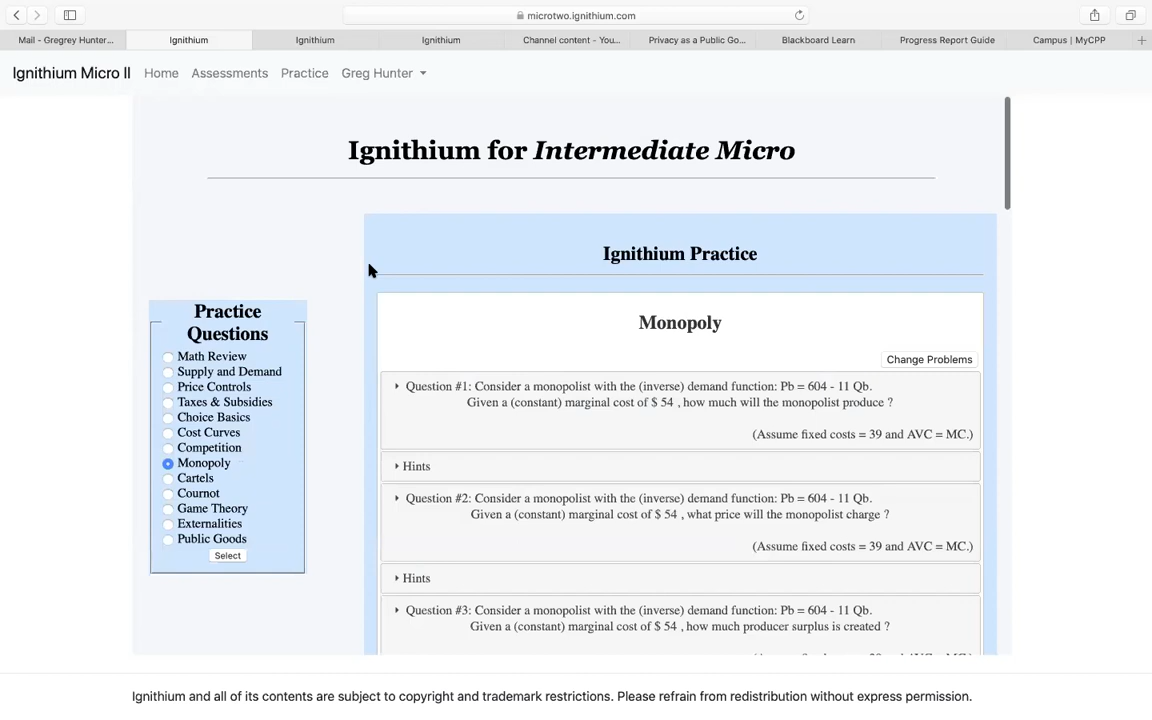 microtwo.ignithium.com
Mail - Gregrey Hunter...
Ignithium
Ignithium
Ignithium
Channel content - You...
Privacy as a Public Go...
Blackboard Learn
Progress Report Guide
Campus | MyCPP
Ignithium Micro II Home Assessments Practice Greg Hunter
Ignithium for Intermediate Micro
Practice
Questions
Math Review
Supply and Demand
Price Controls
Taxes & Subsidies
Choice Basics
Cost Curves
Competition
Monopoly
Cartels
Cournot
Game Theory
Externalities
Public Goods
Select
Ignithium Practice
Monopoly
Change Problems
Question #1: Consider a monopolist with the (inverse) demand function: Pb = 604 - 11 Qb.
Given a (constant) marginal cost of $ 54 , how much will the monopolist produce ?
(Assume fixed costs = 39 and AVC = MC.)
Hints
Question #2: Consider a monopolist with the (inverse) demand function: Pb = 604 - 11 Qb.
Given a (constant) marginal cost of $ 54 , what price will the monopolist charge ?
(Assume fixed costs = 39 and AVC = MC.)
Hints
Question #3: Consider a monopolist with the (inverse) demand function: Pb = 604 - 11 Qb.
Given a (constant) marginal cost of $ 54 , how much producer surplus is created ?
Ignithium and all of its contents are subject to copyright and trademark restrictions. Please refrain from redistribution without express permission.